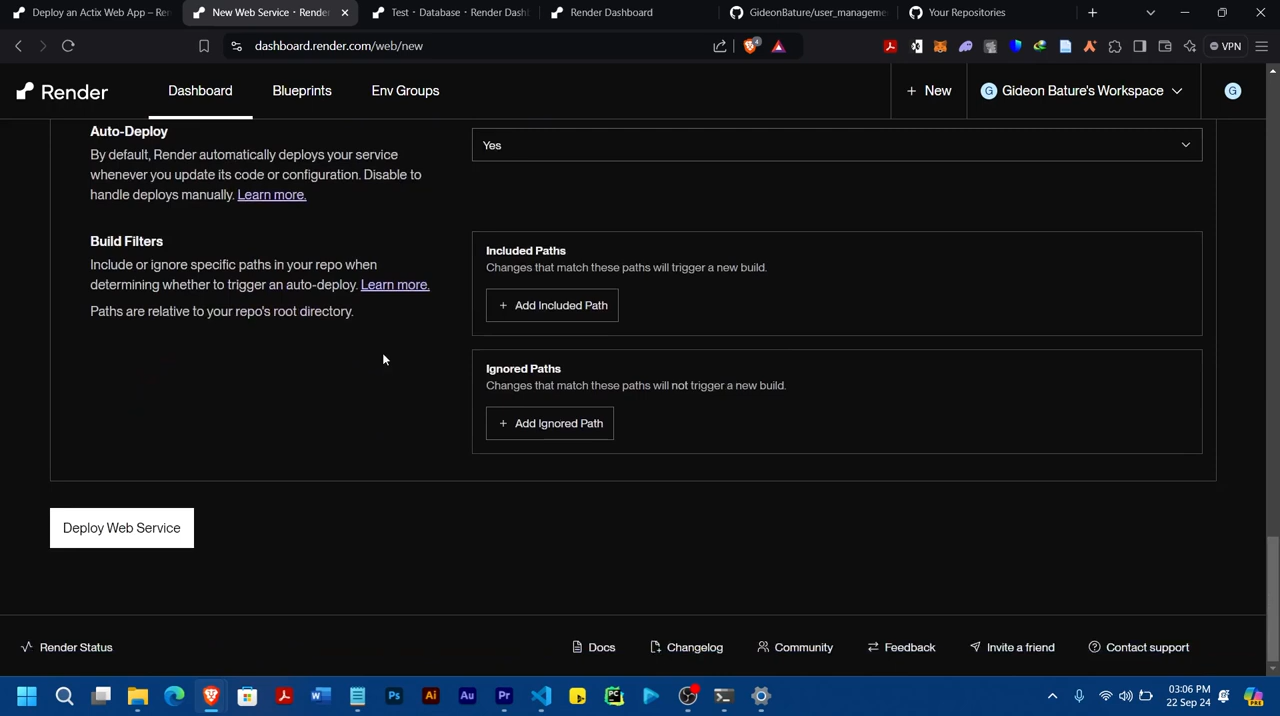 Deploy an Actix Web App – Ren
New Web Service · Render
Test · Database · Render Dash
Render Dashboard
GideonBature/user_manageme
Your Repositories
dashboard.render.com/web/new
4
VPN
Render
Dashboard
Blueprints
Env Groups
+ New
G
Gideon Bature's Workspace
G
Auto-Deploy
By default, Render automatically deploys your service
whenever you update its code or configuration. Disable to
handle deploys manually. Learn more.
Yes
Build Filters
Include or ignore specific paths in your repo when
determining whether to trigger an auto-deploy. Learn more.
Paths are relative to your repo's root directory.
Included Paths
Changes that match these paths will trigger a new build.
+ Add Included Path
Ignored Paths
Changes that match these paths will not trigger a new build.
+ Add Ignored Path
Deploy Web Service
Render Status
Docs
Changelog
Community
Feedback
Invite a friend
Contact support
Ps
Ai
Au
Pr
03:06 PM
22 Sep 24
PRE